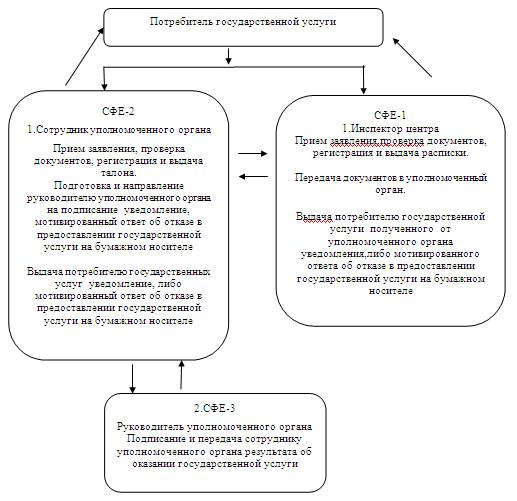 Потребитель государственной услуги
СФЕ-2
1.Сотрудник уполномоченного органа
Прием заявления, проверка
документов, регистрация и выдача
талона.
Подготовка и направление
руководителю уполномоченого органа
на подписание уведомление,
мотивированный ответ об отказе в
предоставлении государственной
услуги на бумажном носителе
Выдача потребителю государственных
услуг уведомление, либо
мотивированный ответ об отказе в
предоставлении государственной
услуги на бумажном носителе
СФЕ-1
1.Инспектор центра
Прием заявления,проверка документов,
регистрация и выдача расписки.
Передача документов в уполномоченный
орган.
Выдача потребителю государственной
услуги полученного от
уполномоченного органа
уведомления,либо мотивированного
ответа об отказе в предоставлении
государственной услуги на бумажном
носителе
2.СФЕ-3
Руководитель уполномоченного органа
Подписание и передача сотруднику
уполномоченного органа результата об
оказании государственной услуги